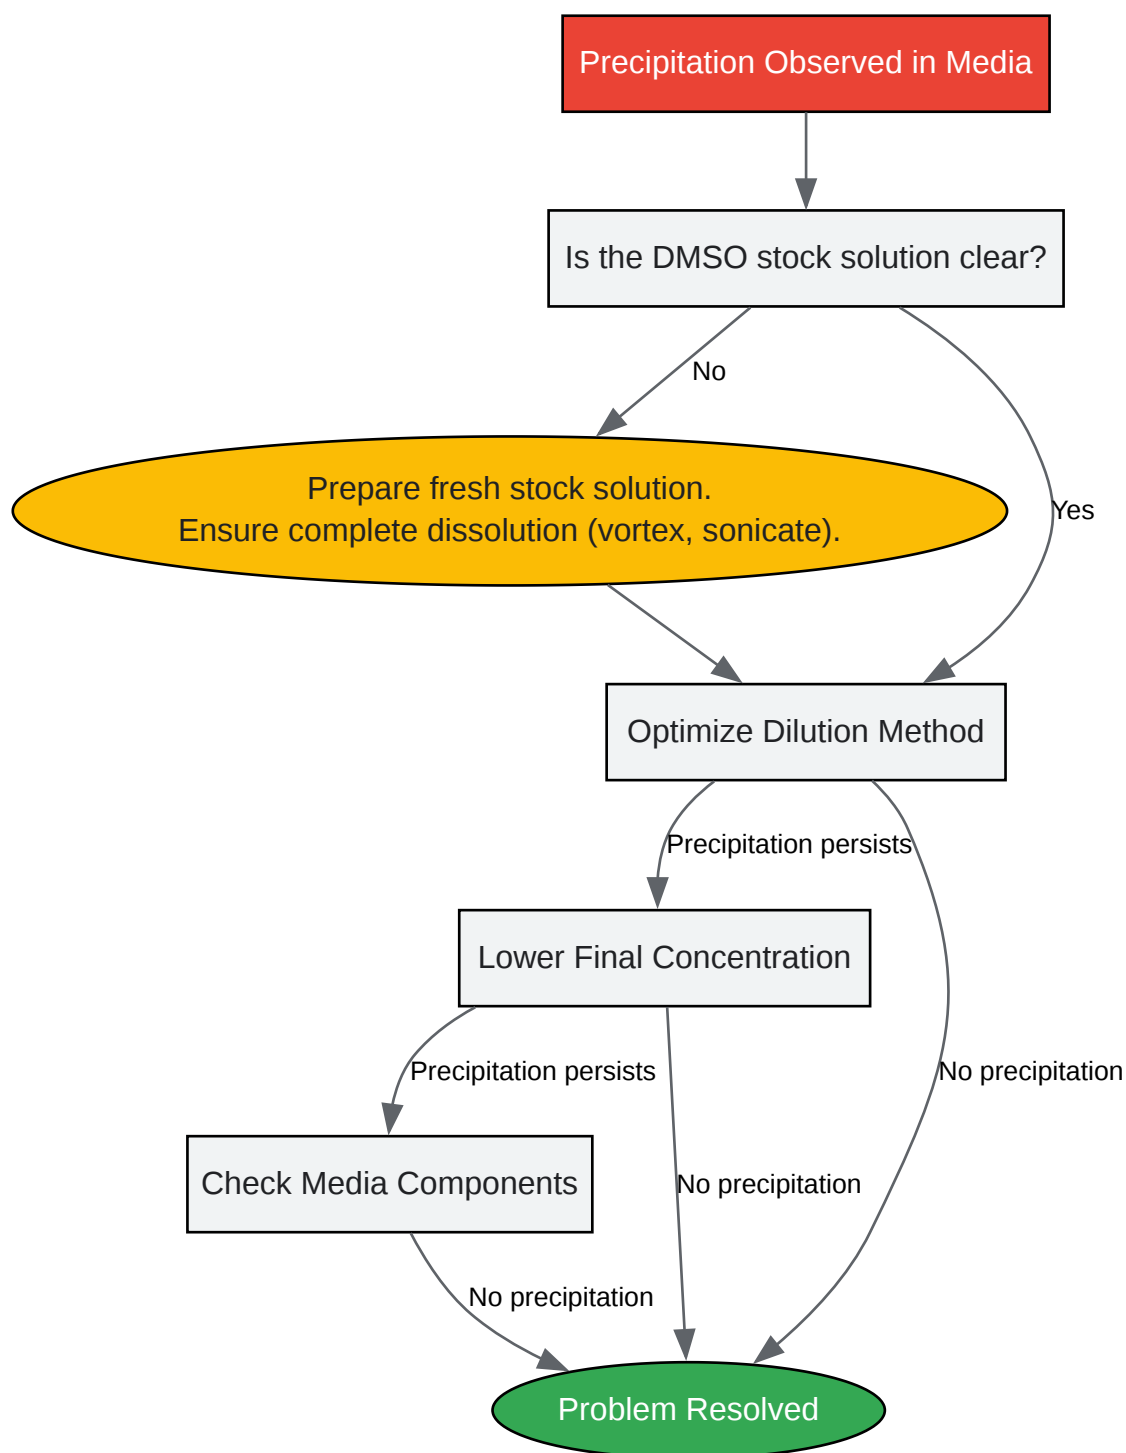 Precipitation Observed in Media
Is the DMSO stock solution clear?
No
Prepare fresh stock solution.
Ensure complete dissolution (vortex, sonicate).
Yes
Optimize Dilution Method
Precipitation persists
Lower Final Concentration
Precipitation persists
No precipitation
Check Media Components
No precipitation
No precipitation
Problem Resolved